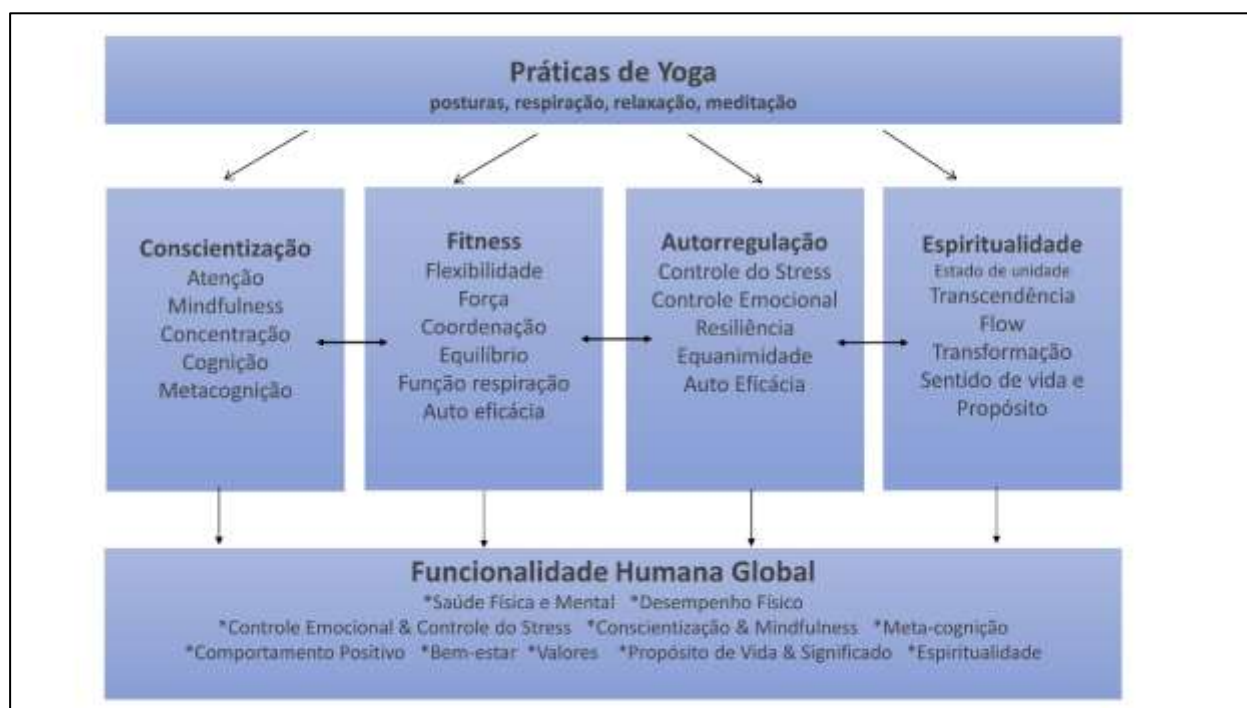 Práticas de Yoga
posturas, respiração, relaxação, meditação
Conscientização
Atenção
Mindfulness
Concentração
Cognição
Metacognição
Fitness
Flexibilidade
Força
Coordenação
Equilíbrio
Função respiração
Auto eficácia
Autorregulação
Controle do Stress
Controle Emocional
Resiliência
Equanimidade
Auto Eficácia
Espiritualidade
Estado de unidade
Transcendência
Flow
Transformação
Sentido de vida e
Propósito
Funcionalidade Humana Global
*Saúde Física e Mental *Desempenho Físico
*Controle Emocional & Controle do Stress *Conscientização & Mindfulness *Meta-cognição
*Comportamento Positivo *Bem-estar *Valores *Propósito de Vida & Significado *Espiritualidade